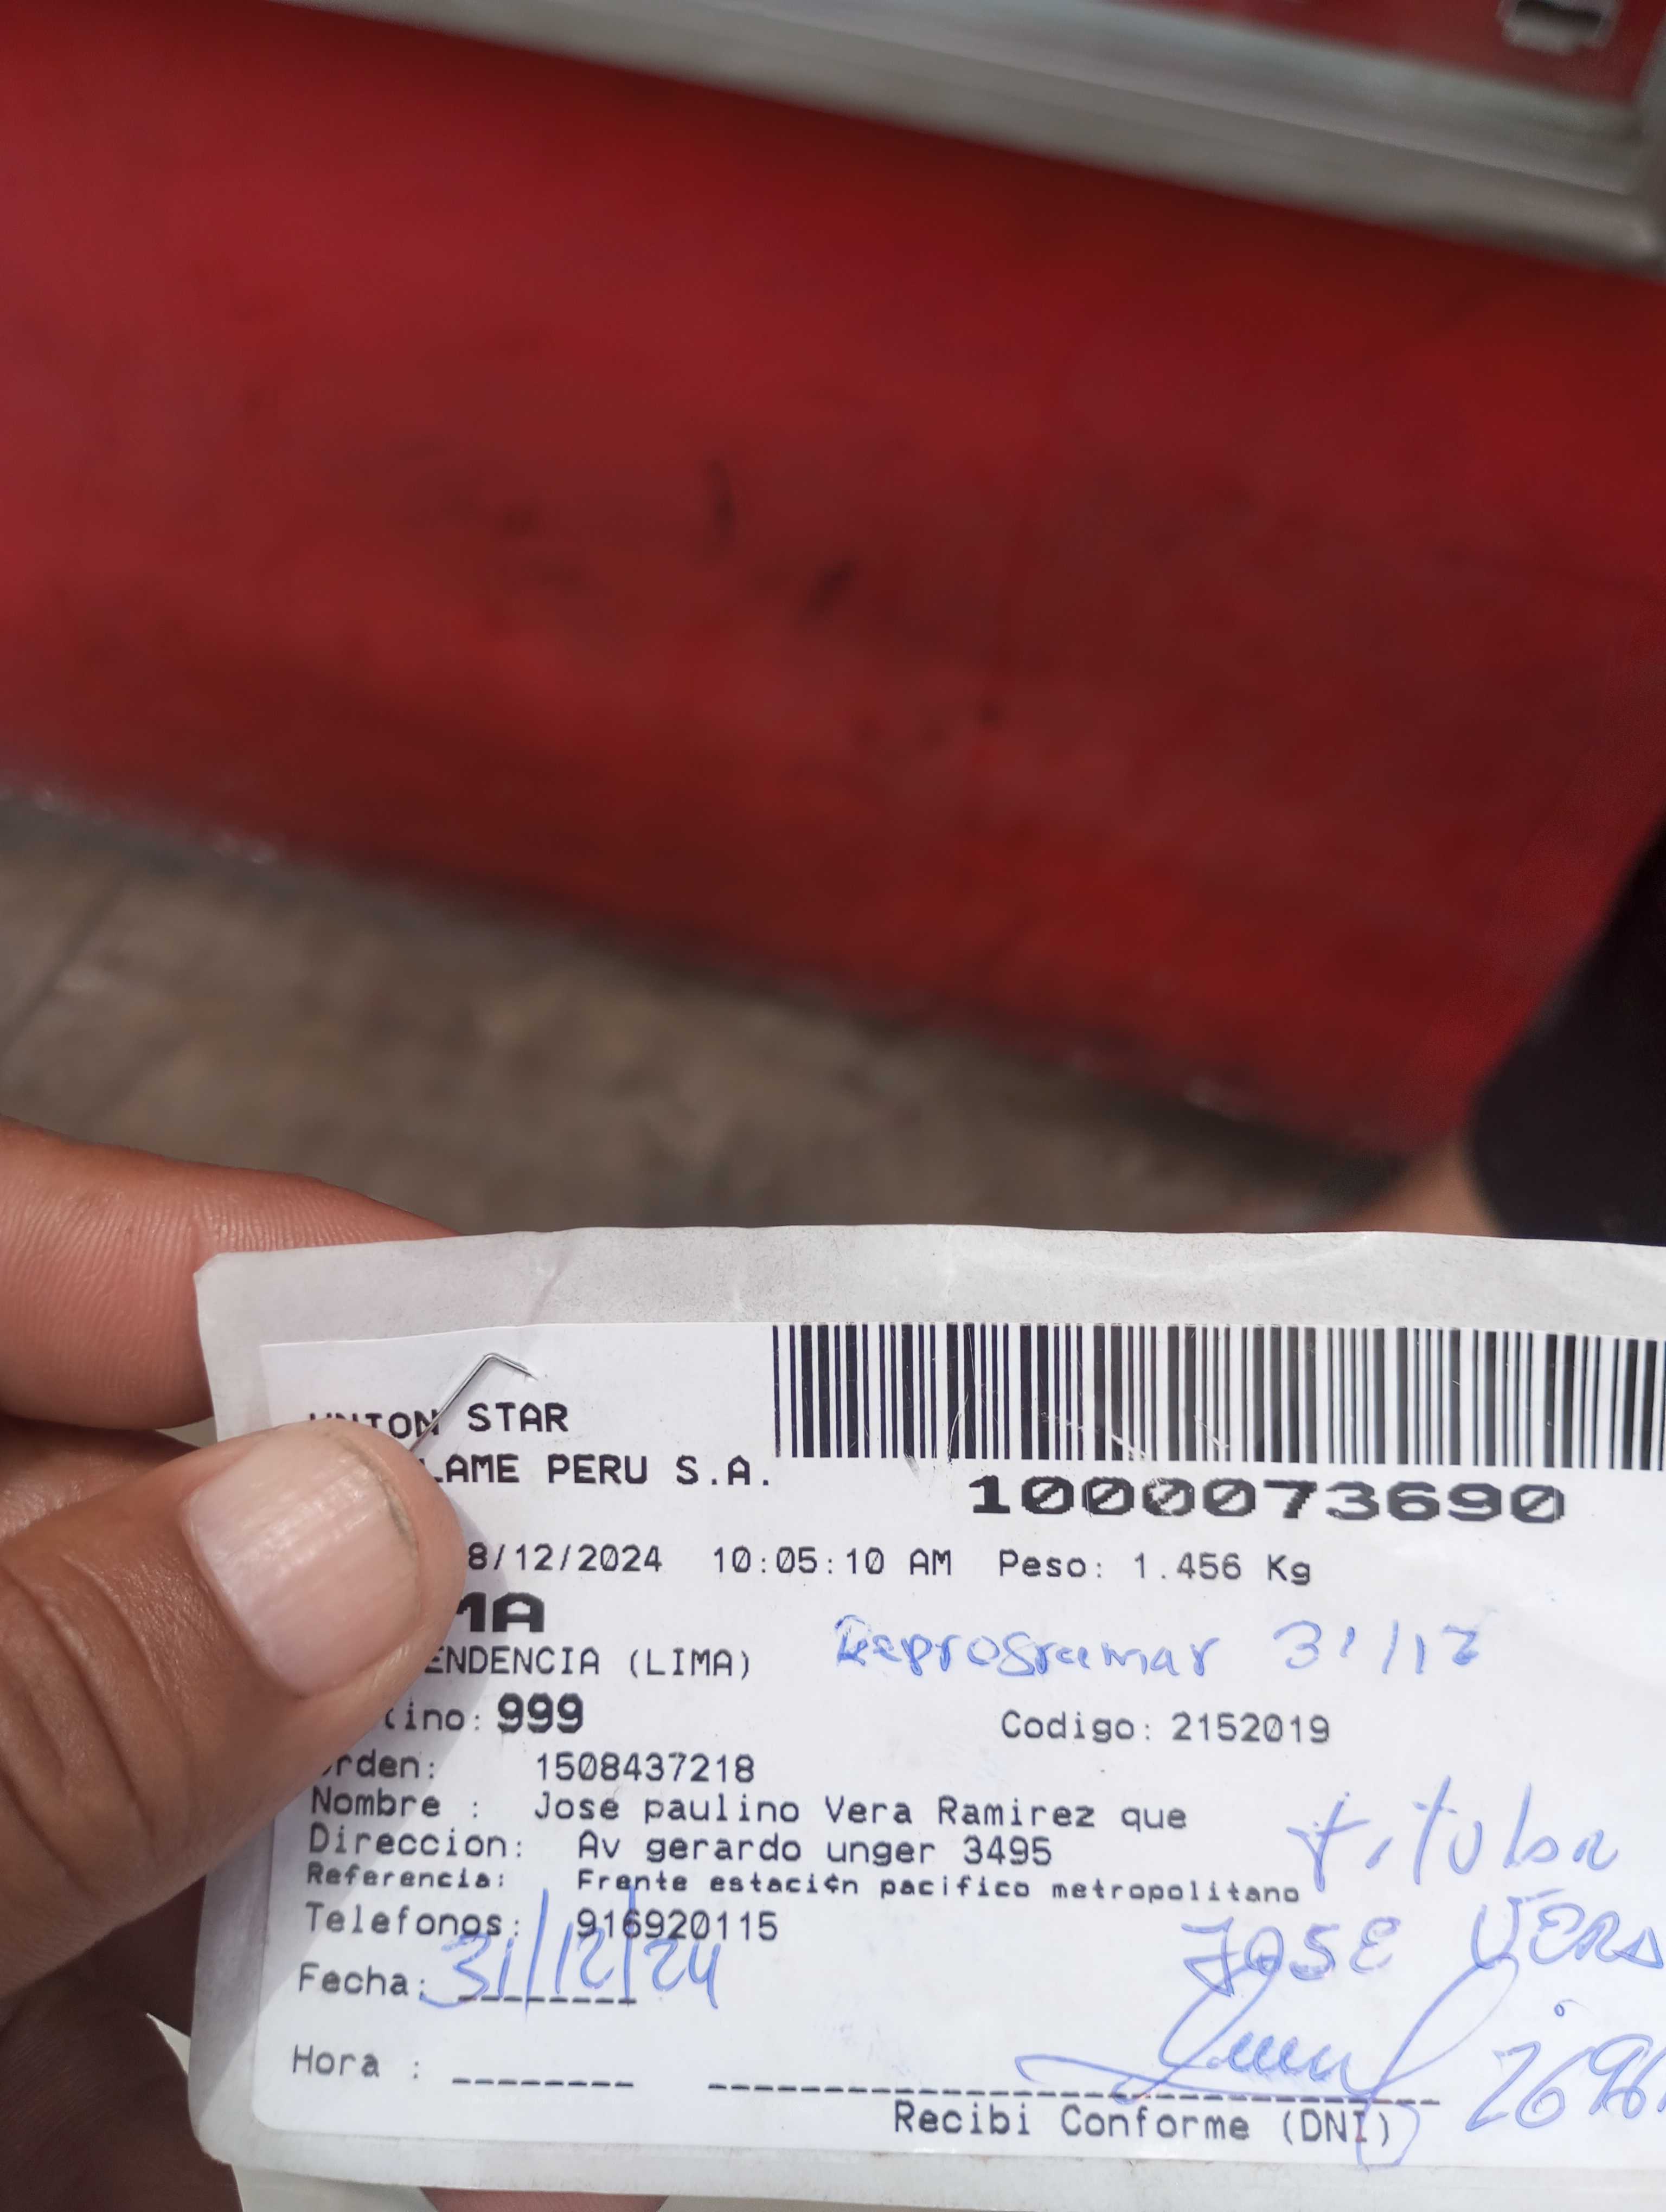 UNION STAR
LAME PERU S.A.
1000073690
8/12/2024 10:05:10 AM Peso: 1.456 Kg
MA
ENDENCIA (LIMA) Reprogramar 31/12
tino: 999 Codigo: 2152019
rden: 1508437218
Nombre : Jose paulino Vera Ramirez que
Direccion: Av gerardo unger 3495
titular
Referencia: Frente estaci¢n pacifico metropolitano
Telefonos: 916920115
JOSE VERA
Fecha: 31/12/24
Hora :
Recibi Conforme (DNI)